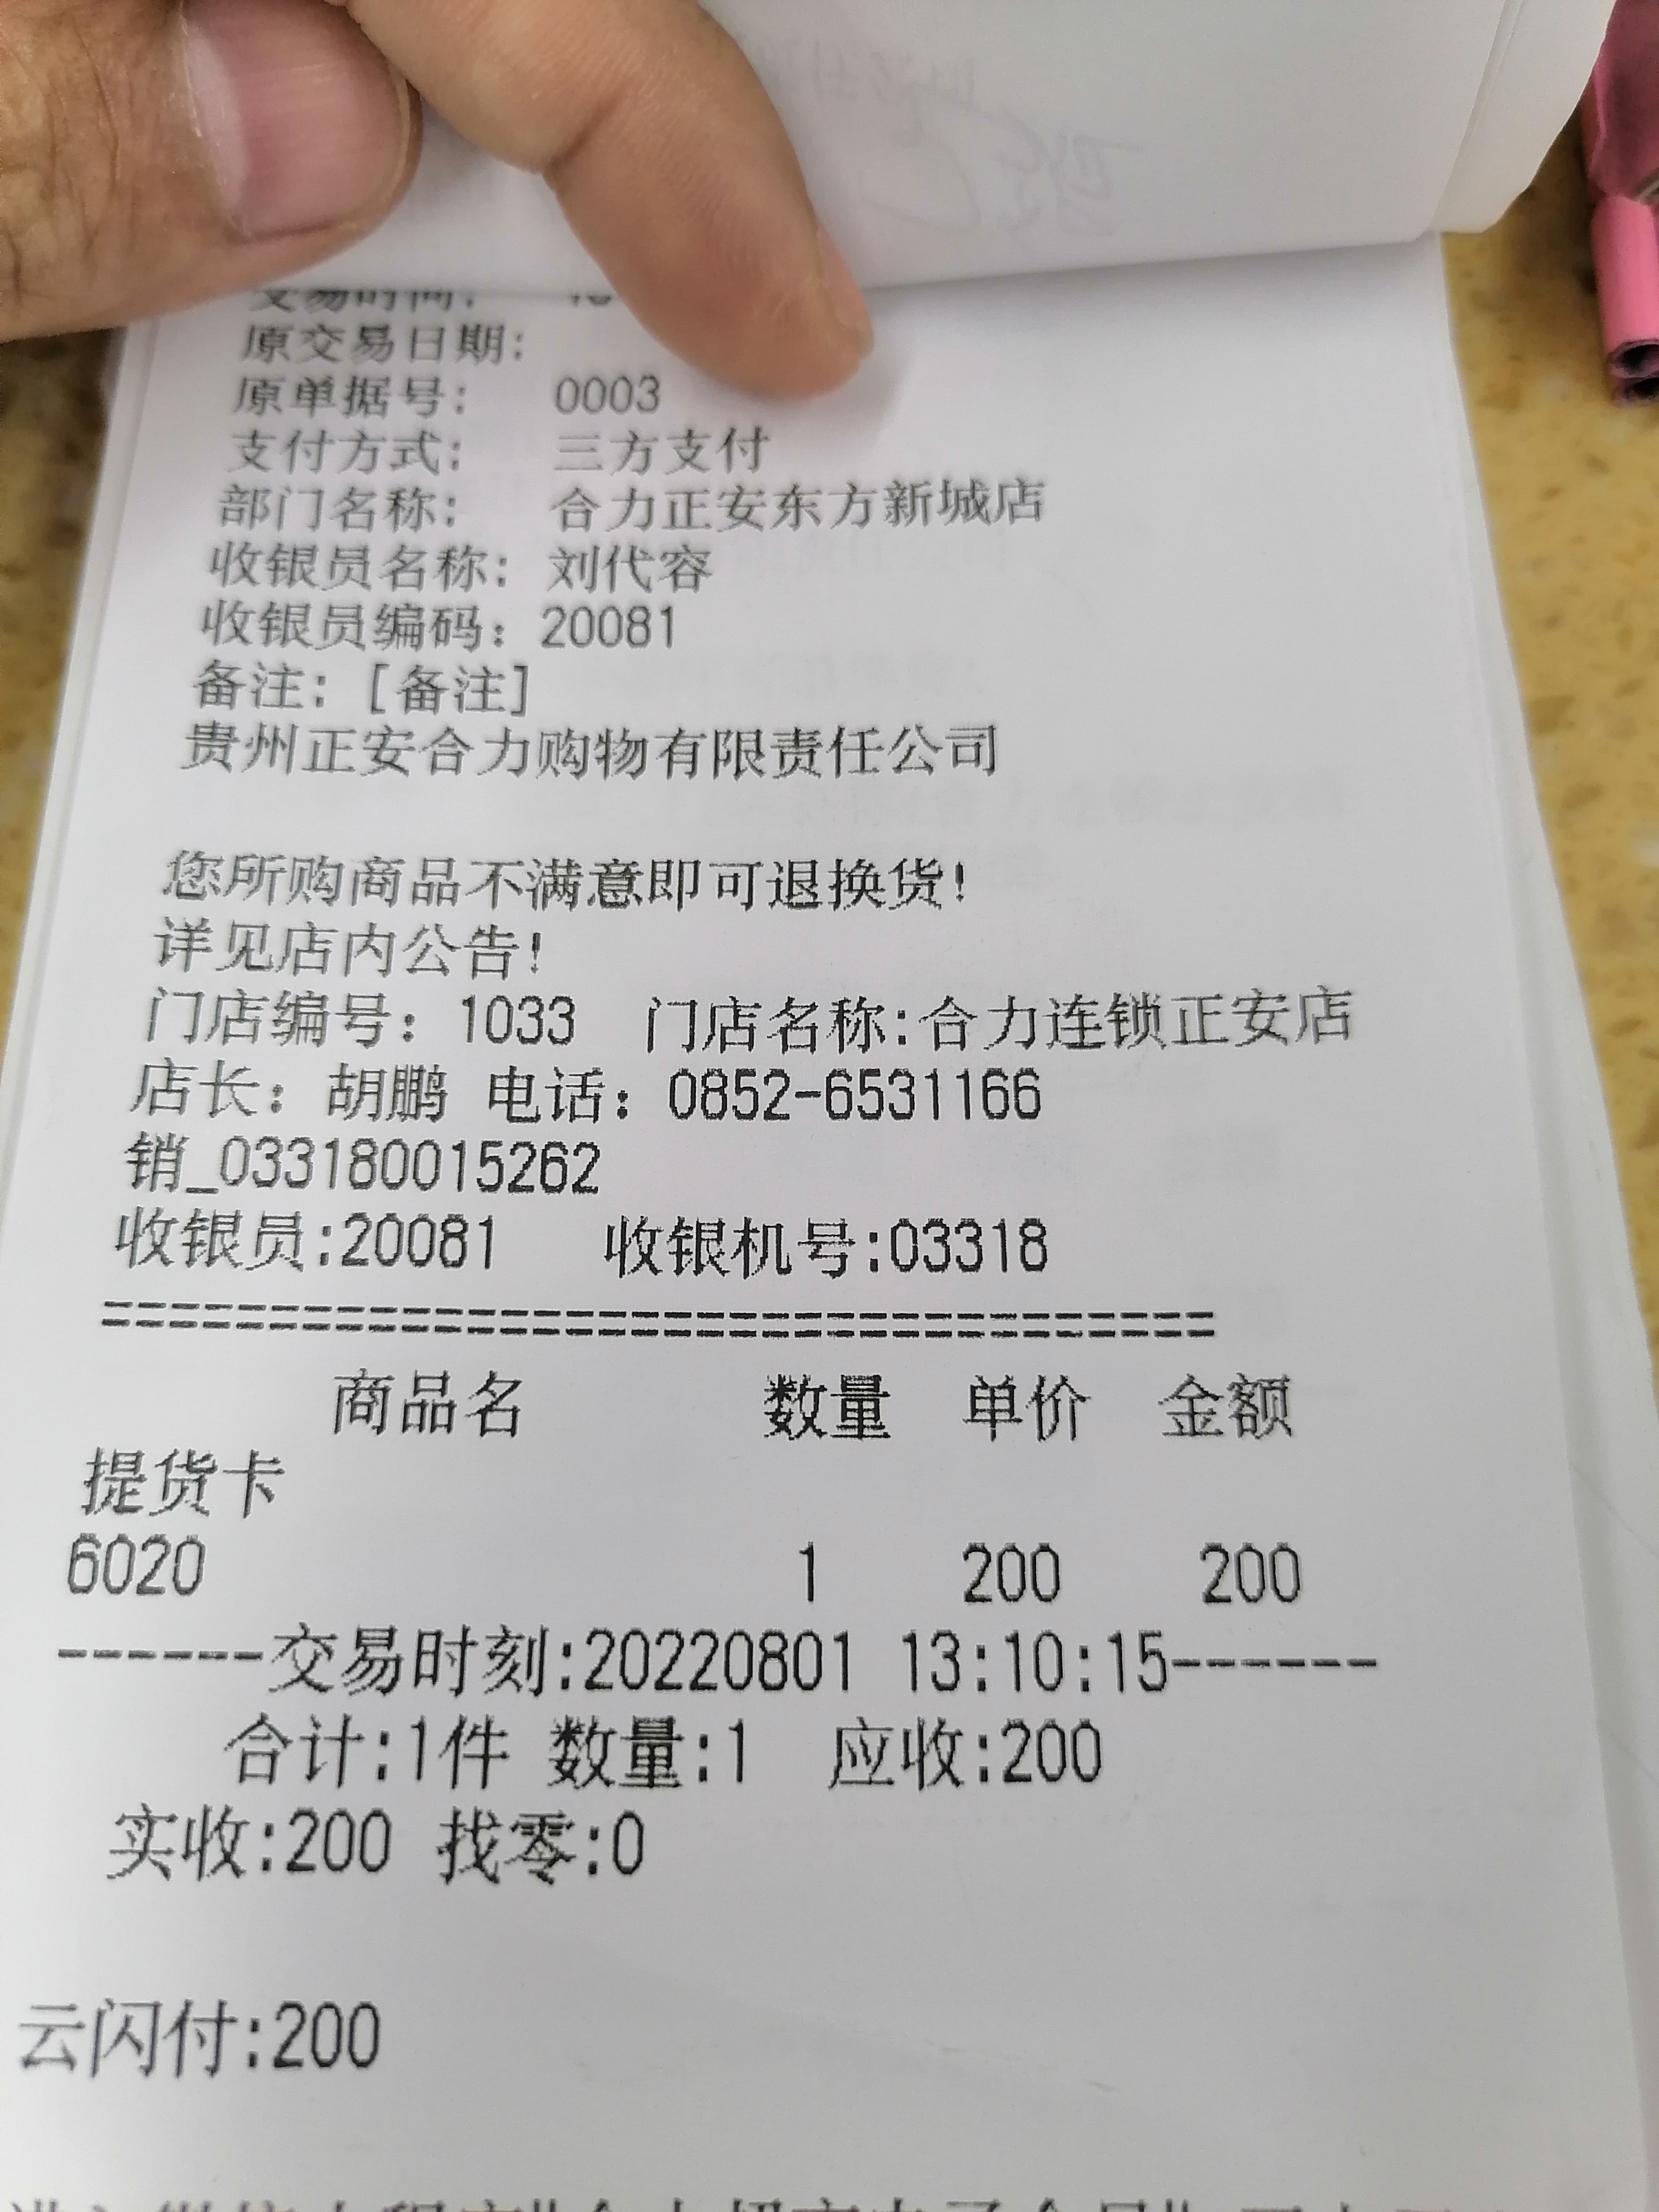 交易时间:
原交易日期:
原单据号: 0003
支付方式: 三方支付
部门名称: 合力正安东方新城店
收银员名称: 刘代容
收银员编码: 20081
备注: [备注]
贵州正安合力购物有限责任公司
您所购商品不满意即可退换货!
详见店内公告!
门店编号: 1033 门店名称:合力连锁正安店
店长: 胡鹏 电话: 0852-6531166
销_033180015262
收银员:20081 收银机号:03318
==================================
商品名 数量 单价 金额
提货卡
6020 1 200 200
------交易时刻:20220801 13:10:15------
合计:1件 数量:1 应收:200
实收:200 找零:0
云闪付:200